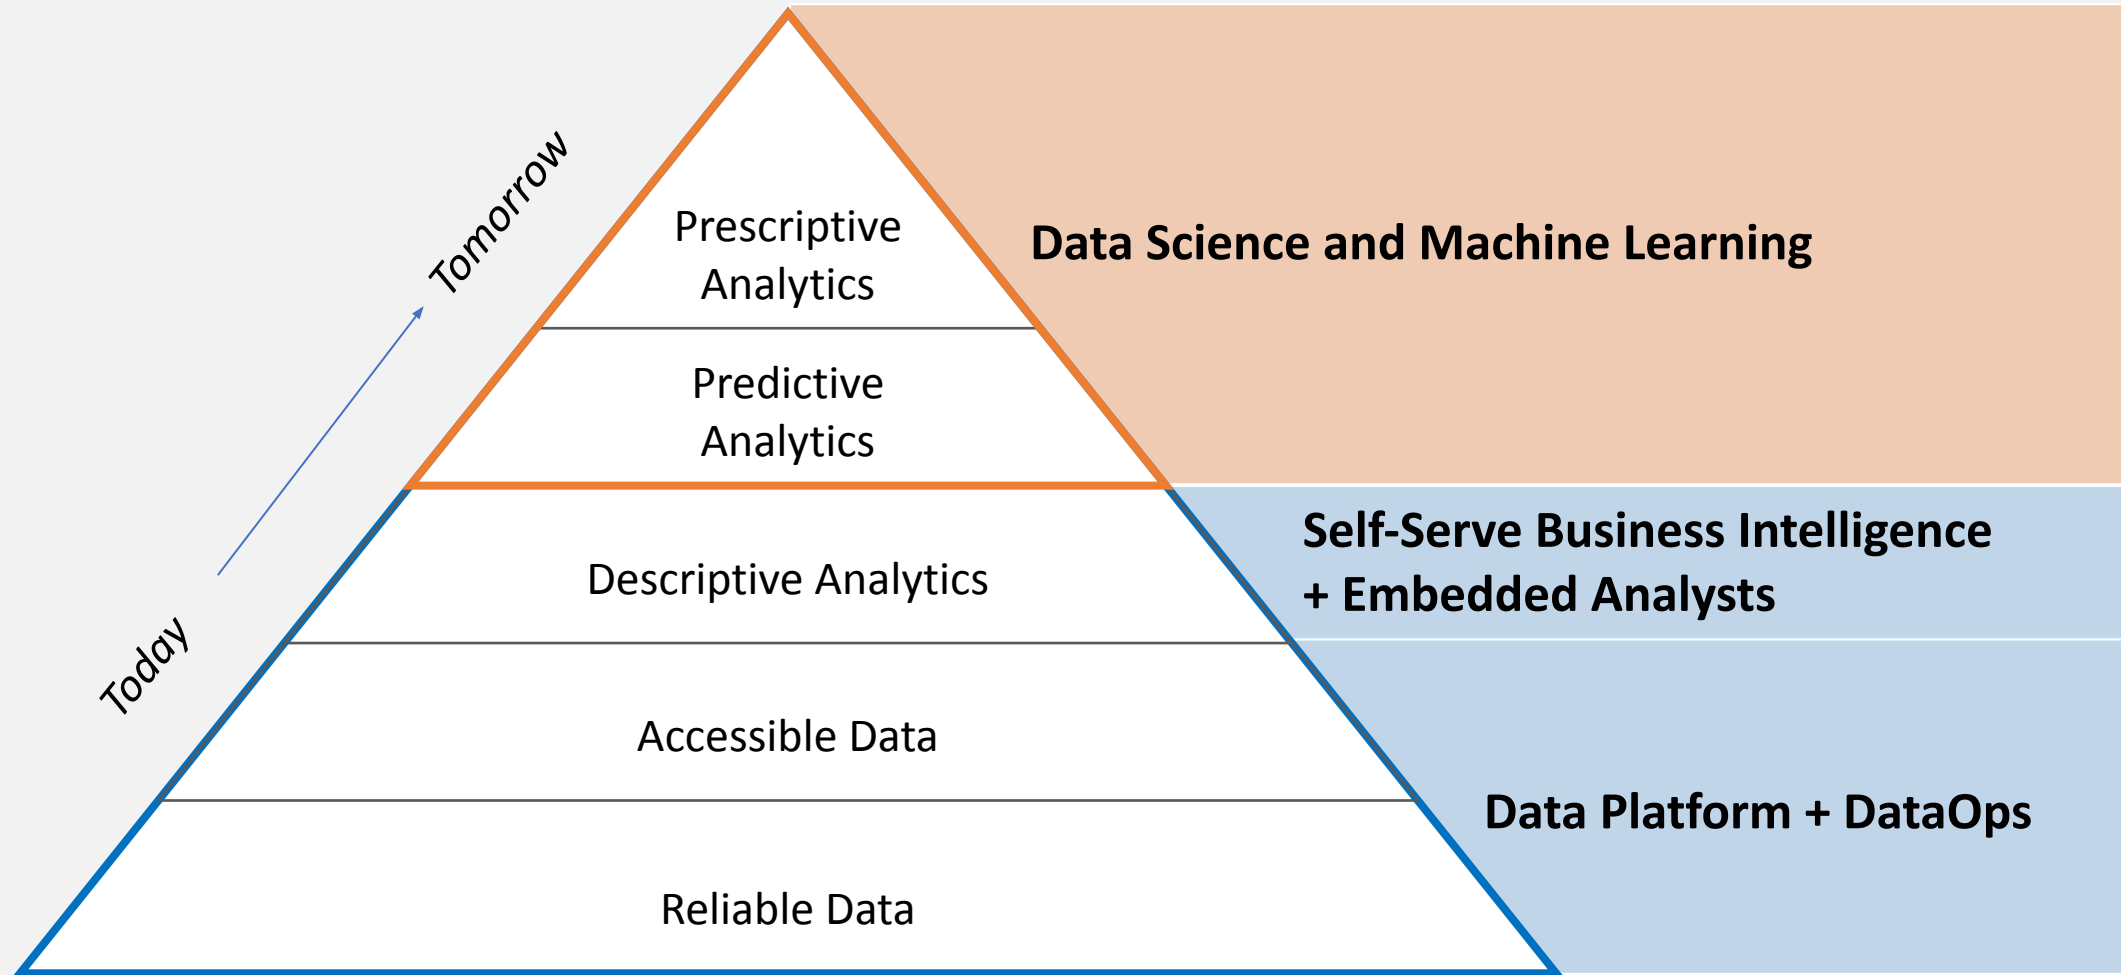 Tomorrow
Today
Prescriptive
Analytics
Predictive
Analytics
Descriptive Analytics
Accessible Data
Reliable Data
Data Science and Machine Learning
Self-Serve Business Intelligence
+ Embedded Analysts
Data Platform + DataOps